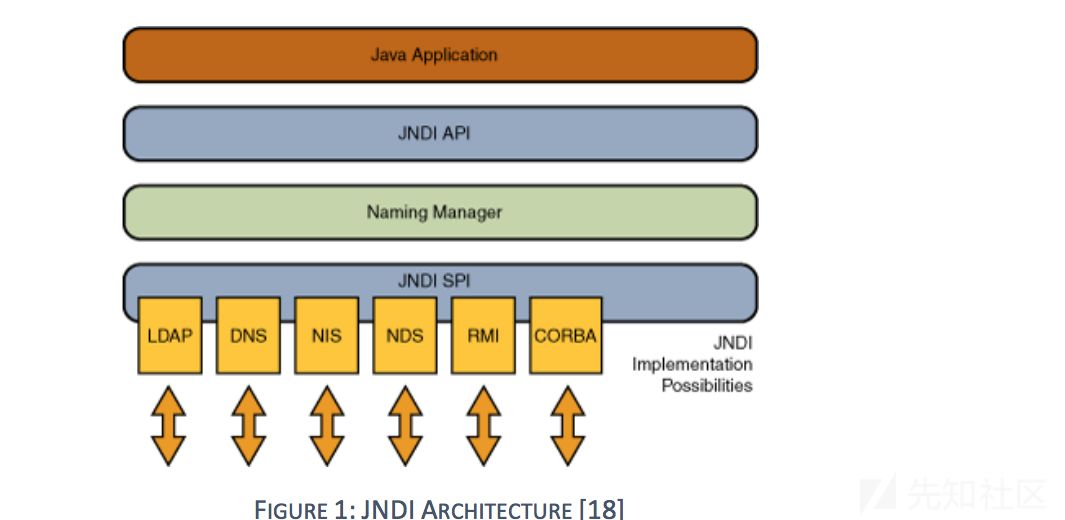 Java Application
JNDI API
Naming Manager
JNDI SPI
LDAP DNS NIS NDS RMI CORBA
JNDI
Implementation
Possibilities
FIGURE 1: JNDI ARCHITECTURE [18]
先知社区